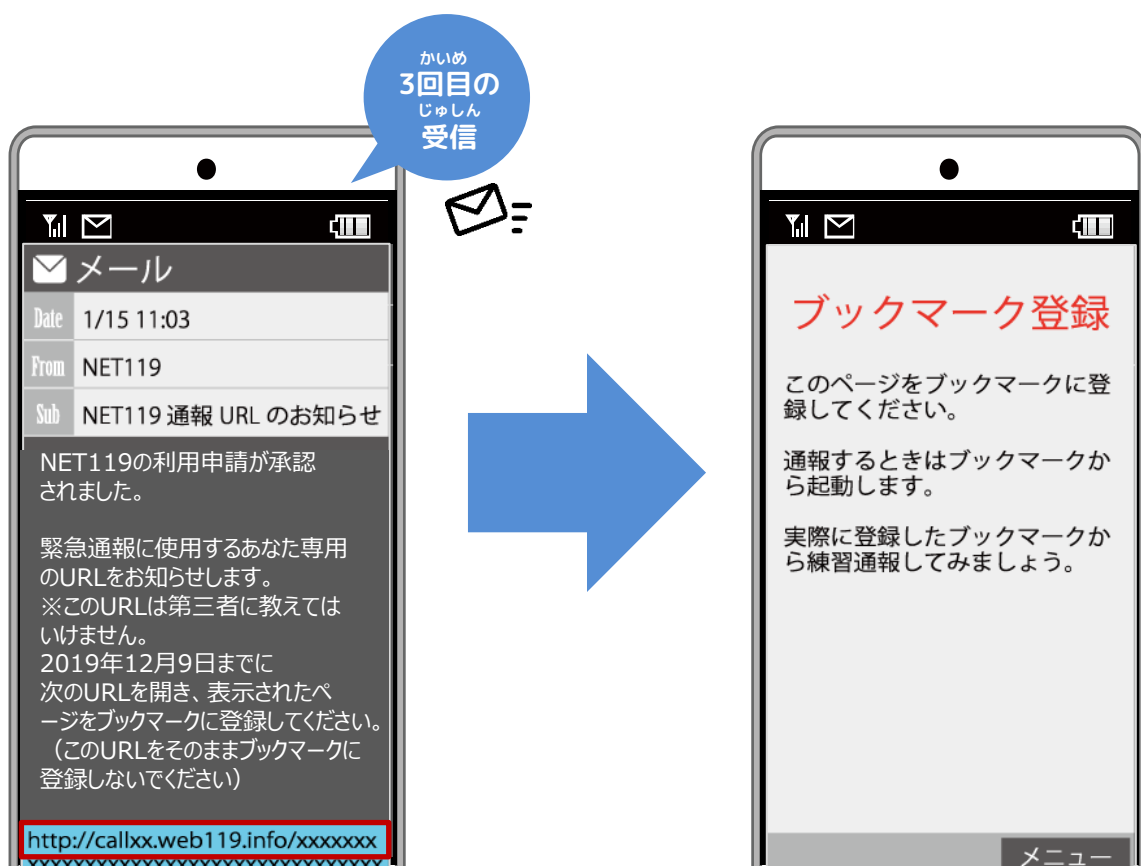 かいめ
3回目の
じゅしん
受信
メール
Date 1/15 11:03
From NET119
Sub NET119 通報 URL のお知らせ
NET119の利用申請が承認
されました。
緊急通報に使用するあなた専用
のURLをお知らせします。
※このURLは第三者に教えては
いけません。
2019年12月9日までに
次のURLを開き、表示されたペ
ージをブックマークに登録してください。
（このURLをそのままブックマークに
登録しないでください）
http://callxx.web119.info/xxxxxxx
ブックマーク登録
このページをブックマークに登
録してください。
通報するときはブックマークか
ら起動します。
実際に登録したブックマークか
ら練習通報してみましょう。
メニュー